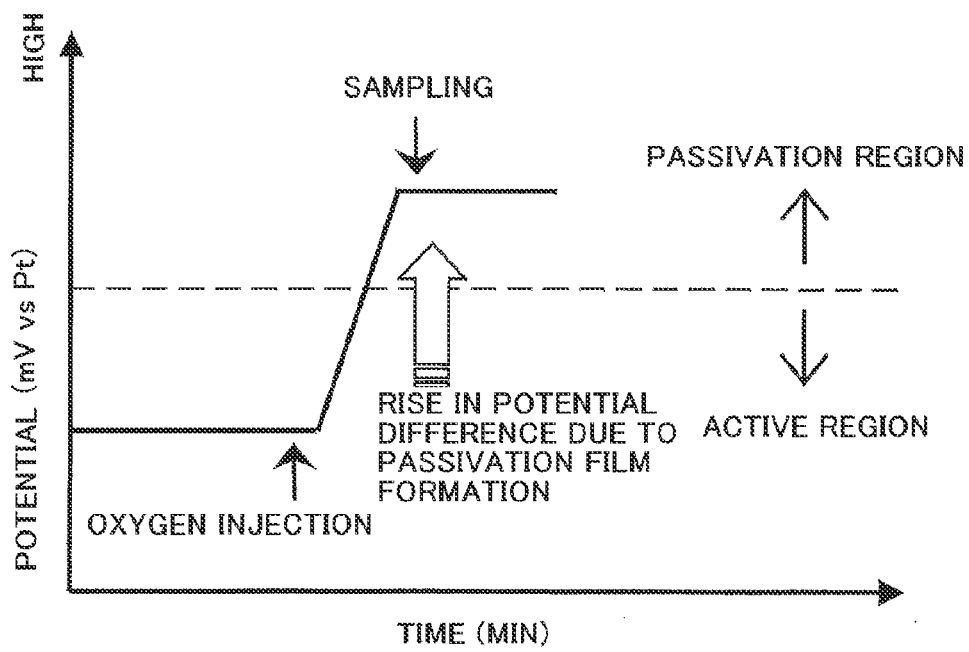 HIGH
SAMPLING
PASSIVATION REGION
POTENTIAL (mV vs Pt)
RISE IN POTENTIAL
DIFFERENCE DUE TO
PASSIVATION FILM
FORMATION
ACTIVE REGION
OXYGEN INJECTION
TIME (MIN)